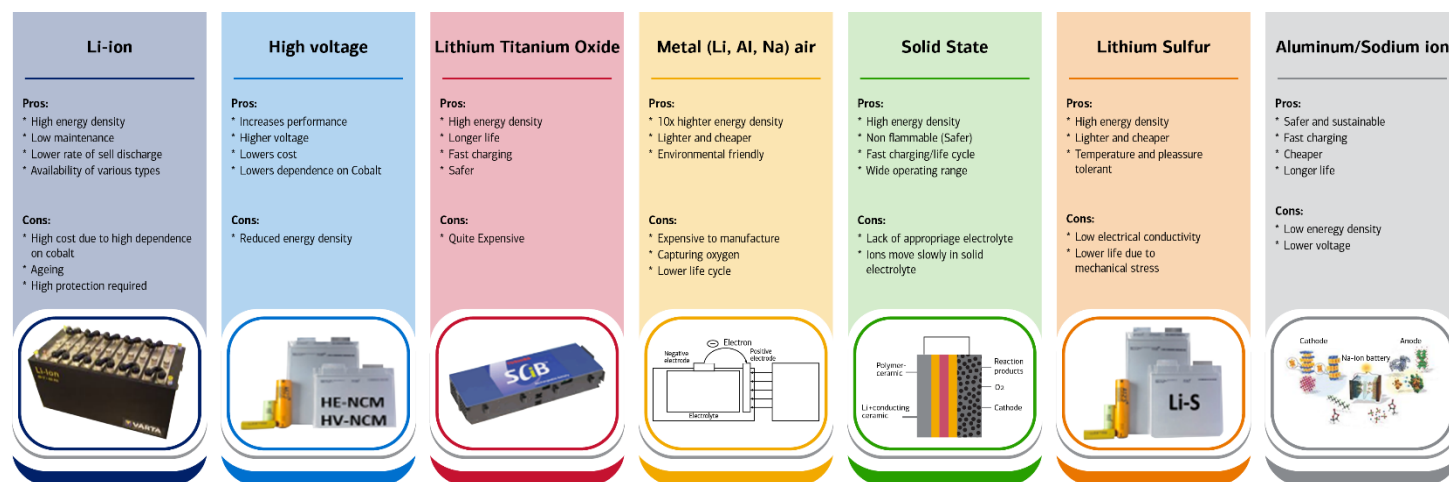 Li-ion
Pros:
* High energy density
* Low maintenance
* Lower rate of sell discharge
* Availability of various types
Cons:
* High cost due to high dependence
on cobalt
* Ageing
* High protection required
Li-Ion
VARTA
High voltage
Pros:
* Increases performance
* Higher voltage
* Lowers cost
* Lowers dependence on Cobalt
Cons:
* Reduced energy density
HE-NCM
HV-NCM
Lithium Titanium Oxide
Pros:
* High energy density
* Longer life
* Fast charging
* Safer
Cons:
* Quite Expensive
SCiB
Metal (Li, Al, Na) air
Pros:
* 10x highter energy density
* Lighter and cheaper
* Environmental friendly
Cons:
* Expensive to manufacture
* Capturing oxygen
* Lower life cycle
Electron
Negative
electrode
Positive
electrode
Electrolyte
Solid State
Pros:
* High energy density
* Non flammable (Safer)
* Fast charging/life cycle
* Wide operating range
Cons:
* Lack of appropriage electrolyte
* Ions move slowly in solid
electrolyte
Polymer-
ceramic
Li+conducting
ceramic
Reaction
products
O2
Cathode
Lithium Sulfur
Pros:
* High energy density
* Lighter and cheaper
* Temperature and pleassure
tolerant
Cons:
* Low electrical conductivity
* Lower life due to
mechanical stress
Li-S
Aluminum/Sodium ion
Pros:
* Safer and sustainable
* Fast charging
* Cheaper
* Longer life
Cons:
* Low eneregy density
* Lower voltage
Cathode
Anode
Na-ion battery